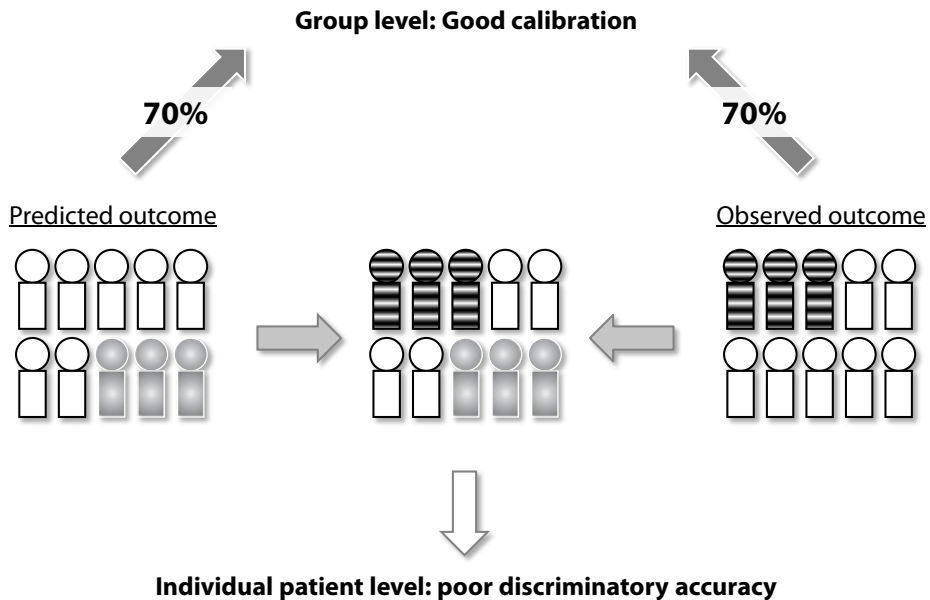 Group level: Good calibration
70%
70%
Predicted outcome
Observed outcome
Individual patient level: poor discriminatory accuracy